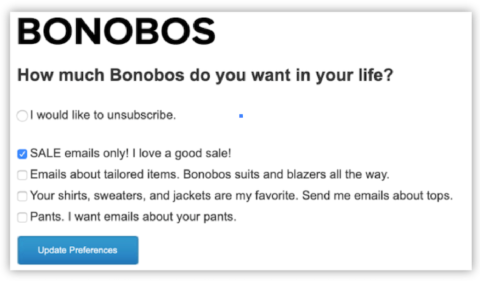 BONOBOS
How much Bonobos do you want in your life?
I would like to unsubscribe.
SALE emails only! I love a good sale!
Emails about tailored items. Bonobos suits and blazers all the way.
Your shirts, sweaters, and jackets are my favorite. Send me emails about tops.
Pants. I want emails about your pants.
Update Preferences